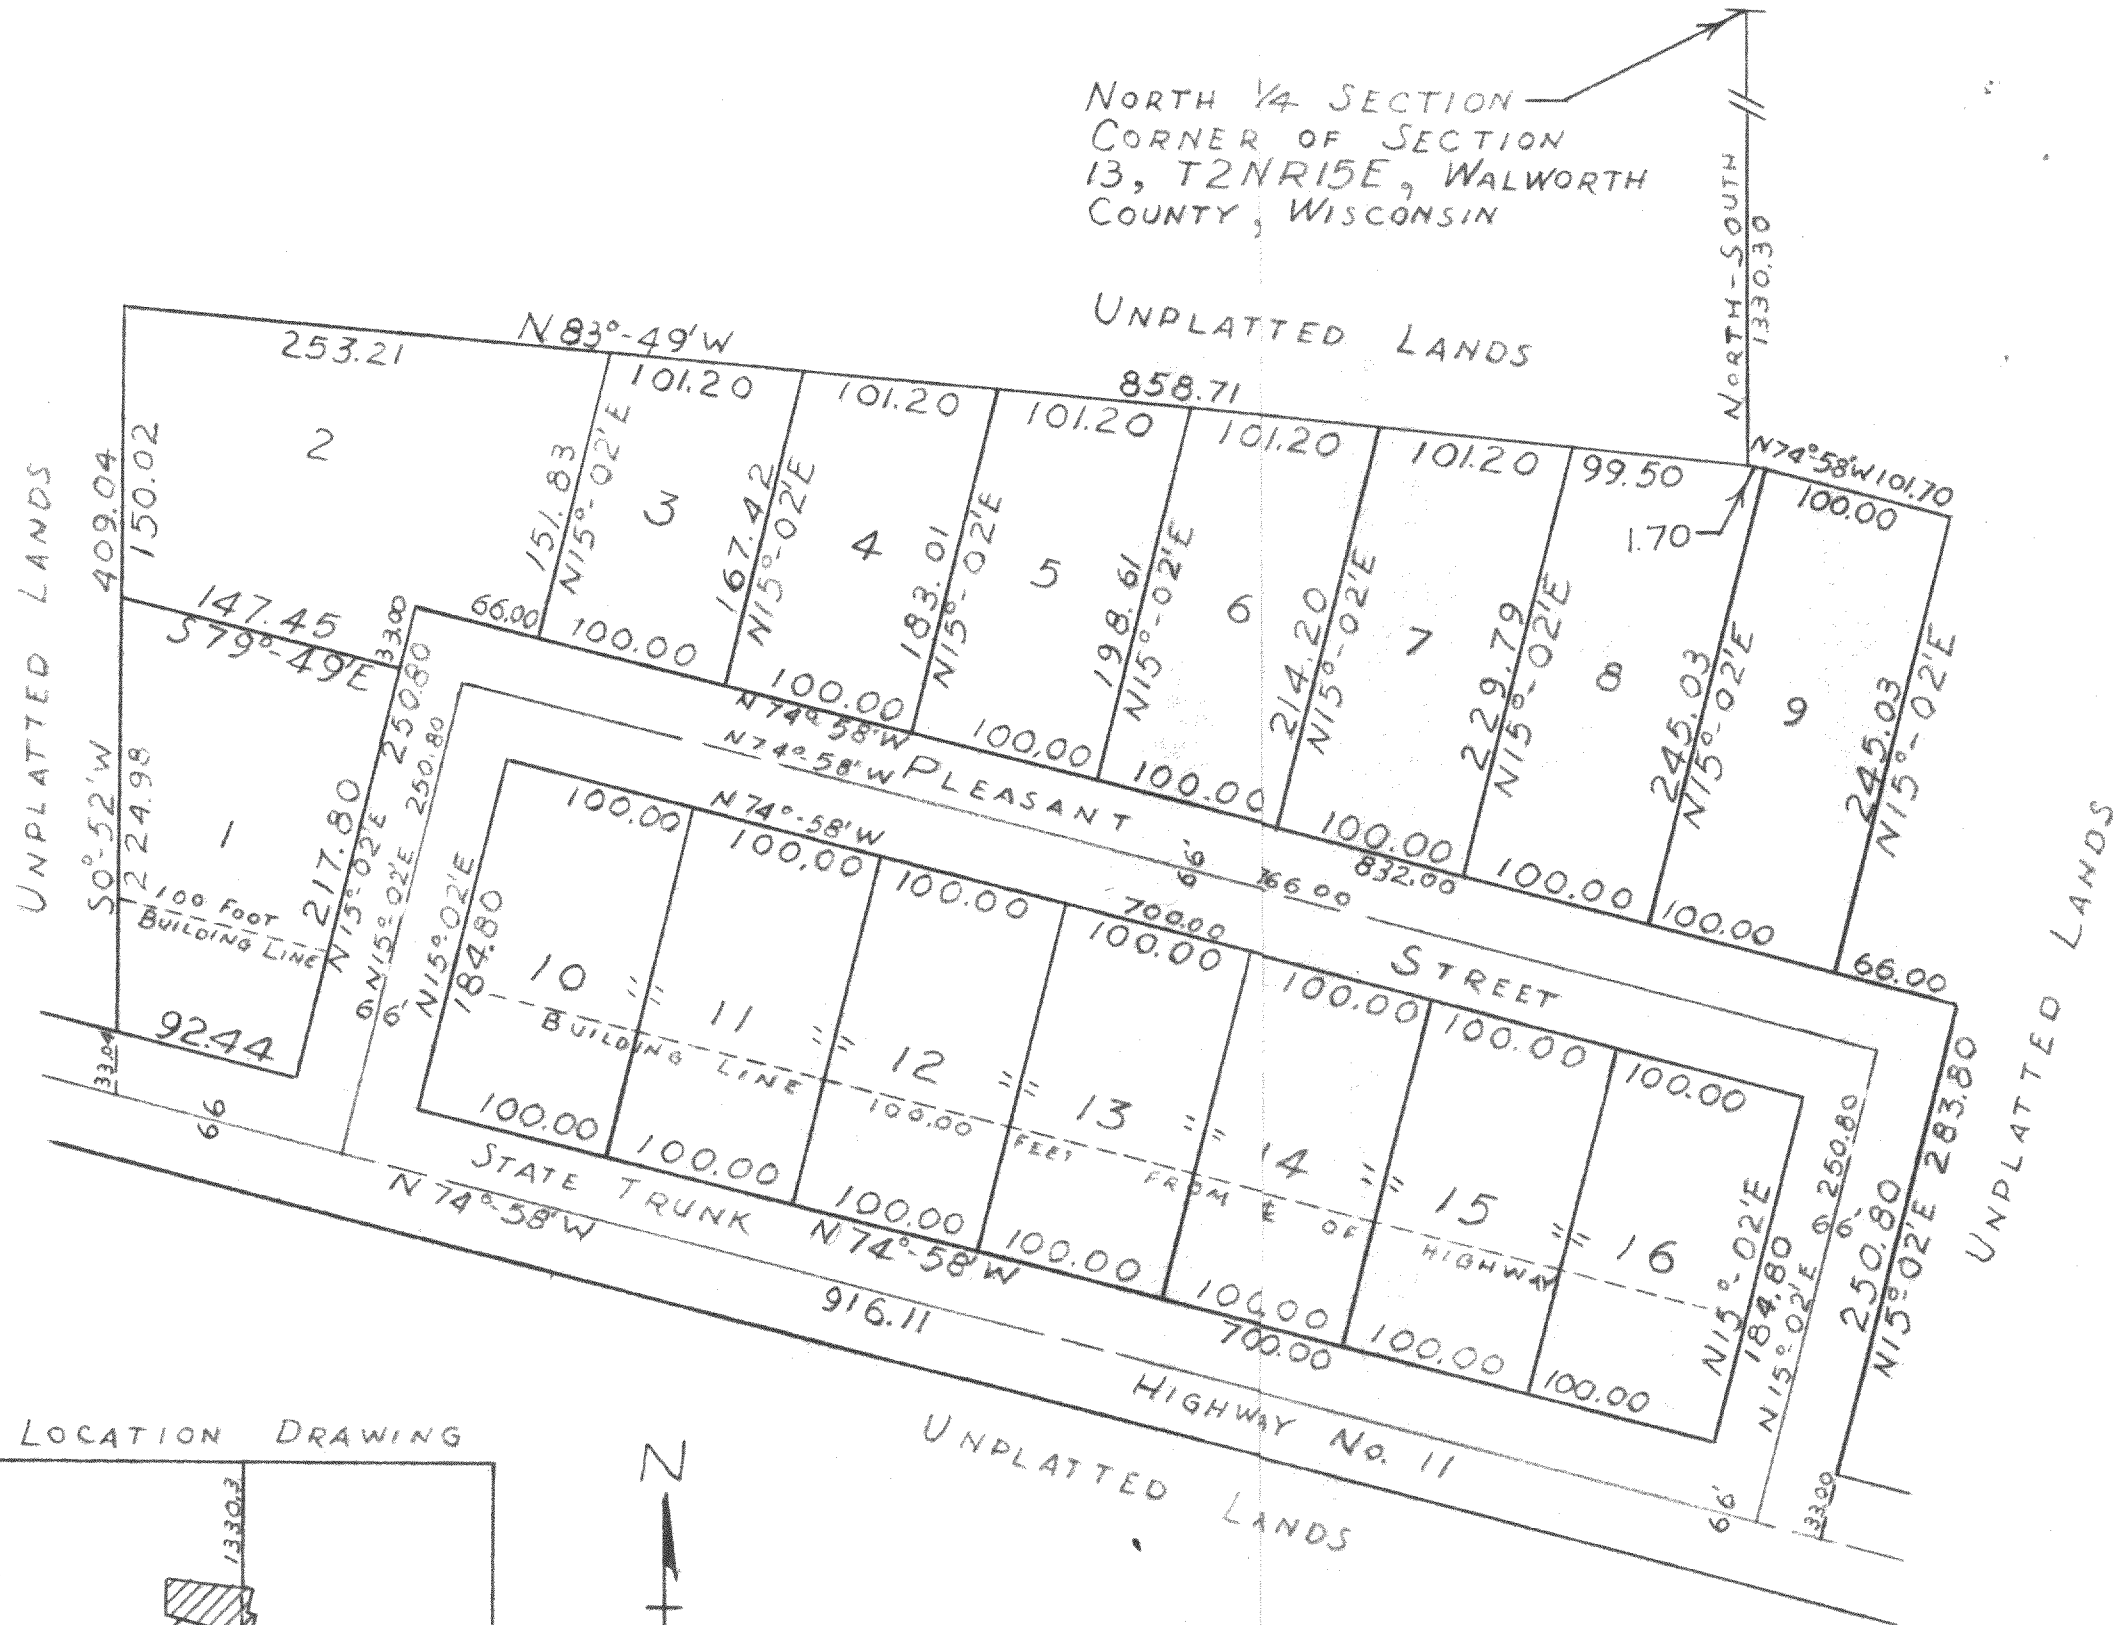 NORTH 1/4 SECTION
CORNER OF SECTION
13, T2NR15E, WALWORTH
COUNTY, WISCONSIN
NORTH-SOUTH
1330.30
UNPLATTED LANDS
N 83°-49'W
858.71
N74°-58'W 101.70
253.21
101.20
101.20
101.20
101.20
101.20
99.50
1.70
100.00
UNPLATTED LANDS
409.04
S0°-52'W
150.02
2
151.83
N15°-02'E
3
167.42
N15°-02'E
4
183.01
N15°-02'E
5
198.61
N15°-02'E
6
214.20
N15°-02'E
7
229.79
N15°-02'E
8
245.03
N15°-02'E
9
245.03
N15°-02'E
147.45
S79°-49'E
33.00
66.00
100.00
100.00
100.00
100.00
100.00
100.00
100.00
66.00
N74°-58'W
832.00
N74°-58'W
766.00
PLEASANT STREET
66'
224.98
1
217.80
N15°-02'E
250.80
250.80
N15°-02'E
66'
100 FOOT
BUILDING LINE
92.44
33.04
66
N15°-02'E
184.80
N74°-58'W
700.00
100.00
100.00
100.00
100.00
100.00
100.00
100.00
10
11
12
13
14
15
16
BUILDING LINE 100.00 FEET FROM ℄ OF HIGHWAY
100.00
100.00
100.00
100.00
100.00
100.00
100.00
N74°-58'W
700.00
N15°-02'E
184.80
N15°-02'E
250.80
66'
250.80
N15°-02'E
283.80
33.00
66'
STATE TRUNK HIGHWAY NO. 11
N74°-58'W
916.11
UNPLATTED LANDS
UNPLATTED LANDS
UNPLATTED LANDS
LOCATION DRAWING
1330.3
N